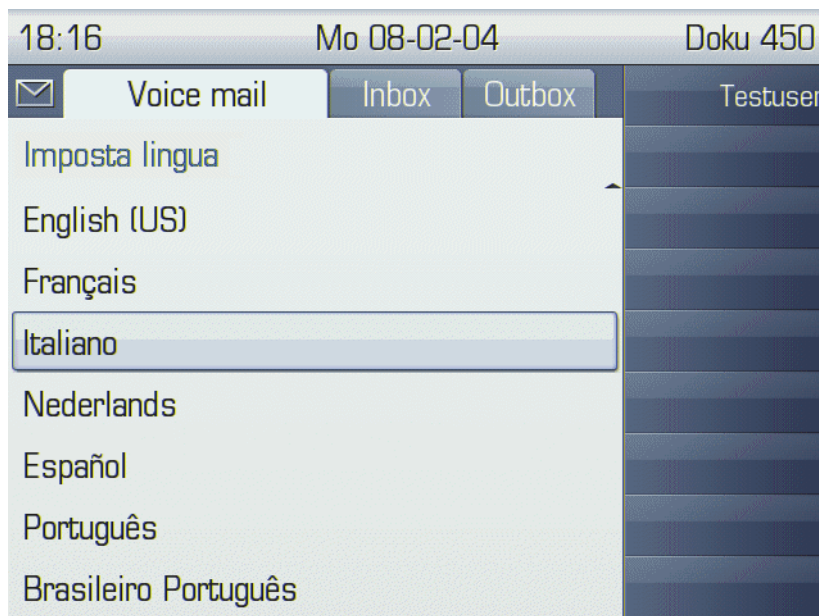 18:16 Mo 08-02-04 Doku 450
Voice mail Inbox Outbox Testuser
Imposta lingua
English (US)
Français
Italiano
Nederlands
Español
Português
Brasileiro Português